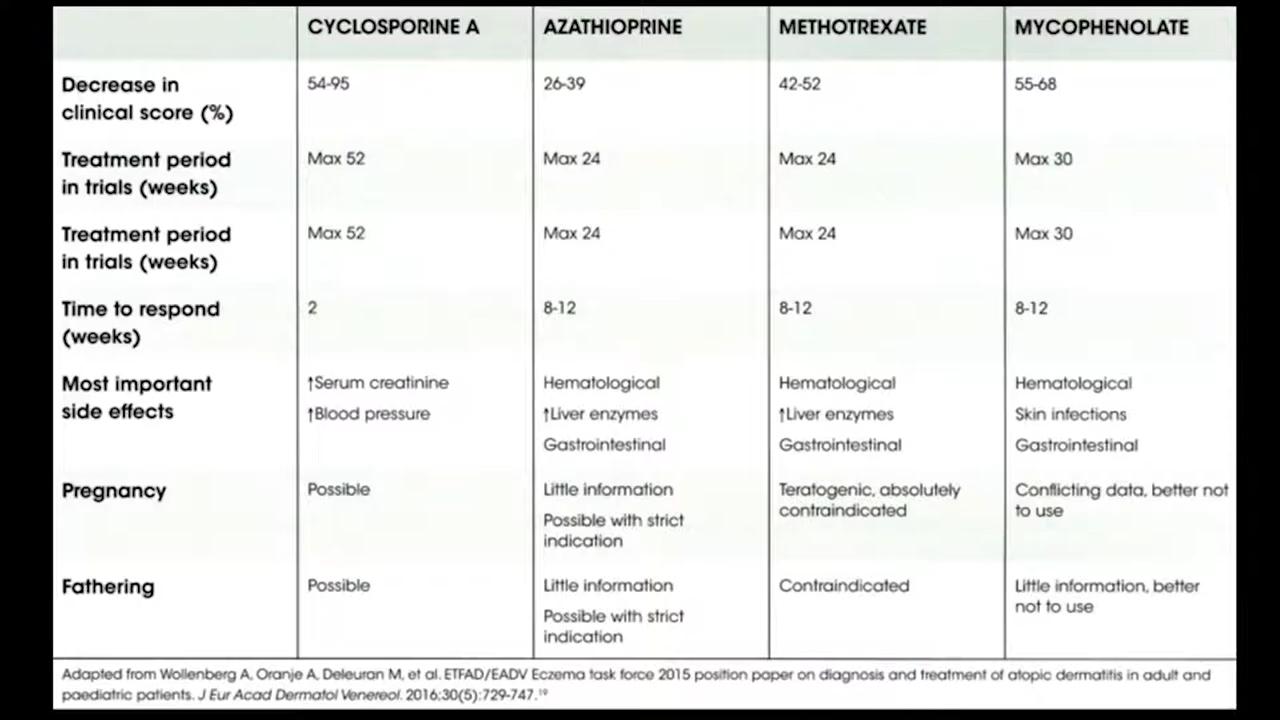 CYCLOSPORINE A AZATHIOPRINE METHOTREXATE MYCOPHENOLATE
Decrease in 54-95 26-39 42-52 55-68
clinical score (%)
Treatment period Max 52 Max 24 Max 24 Max 30
in trials (weeks)
Treatment period Max 52 Max 24 Max 24 Max 30
in trials (weeks)
Time to respond 2 8-12 8-12 8-12
(weeks)
Most important ↑Serum creatinine Hematological Hematological Hematological
side effects ↑Blood pressure ↑Liver enzymes ↑Liver enzymes Skin infections
Gastrointestinal Gastrointestinal Gastrointestinal
Pregnancy Possible Little information Teratogenic, absolutely Conflicting data, better not
contraindicated to use
Possible with strict
indication
Fathering Possible Little information Contraindicated Little information, better
not to use
Possible with strict
indication
Adapted from Wollenberg A, Oranje A, Deleuran M, et al. ETFAD/EADV Eczema task force 2015 position paper on diagnosis and treatment of atopic dermatitis in adult and
paediatric patients. J Eur Acad Dermatol Venereol. 2016;30(5):729-747.¹⁹